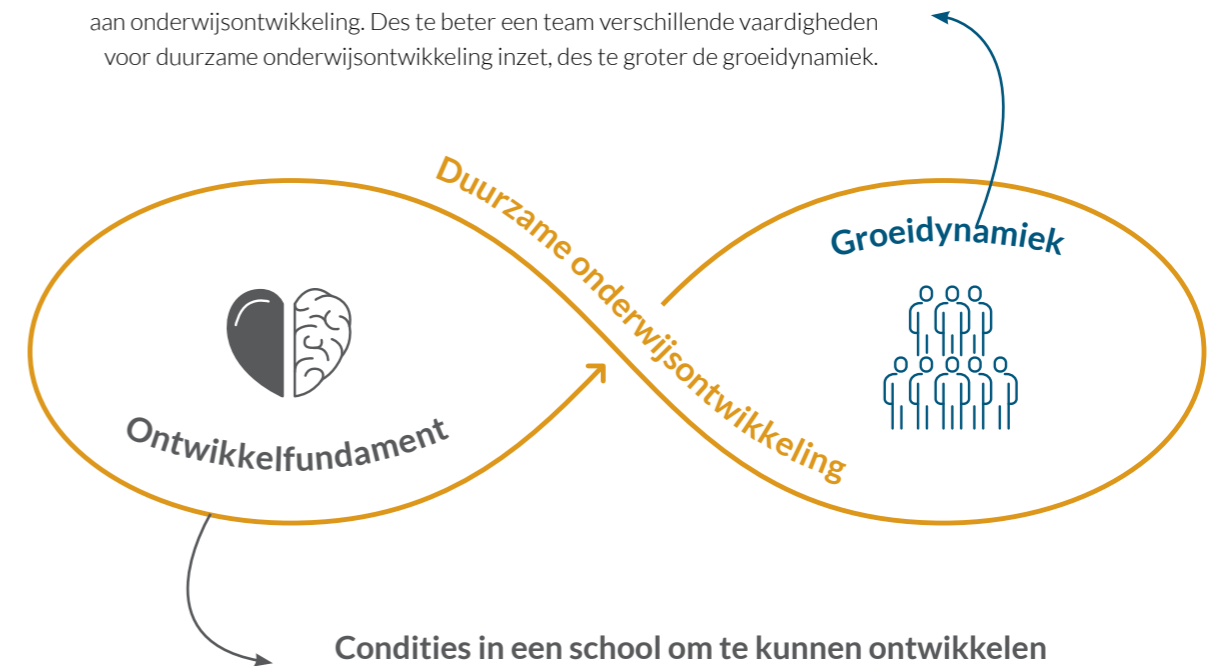 aan onderwijsontwikkeling. Des te beter een team verschillende vaardigheden
voor duurzame onderwijsontwikkeling inzet, des te groter de groeidynamiek.
Duurzame onderwijsontwikkeling
Groeidynamiek
Ontwikkelfundament
Condities in een school om te kunnen ontwikkelen